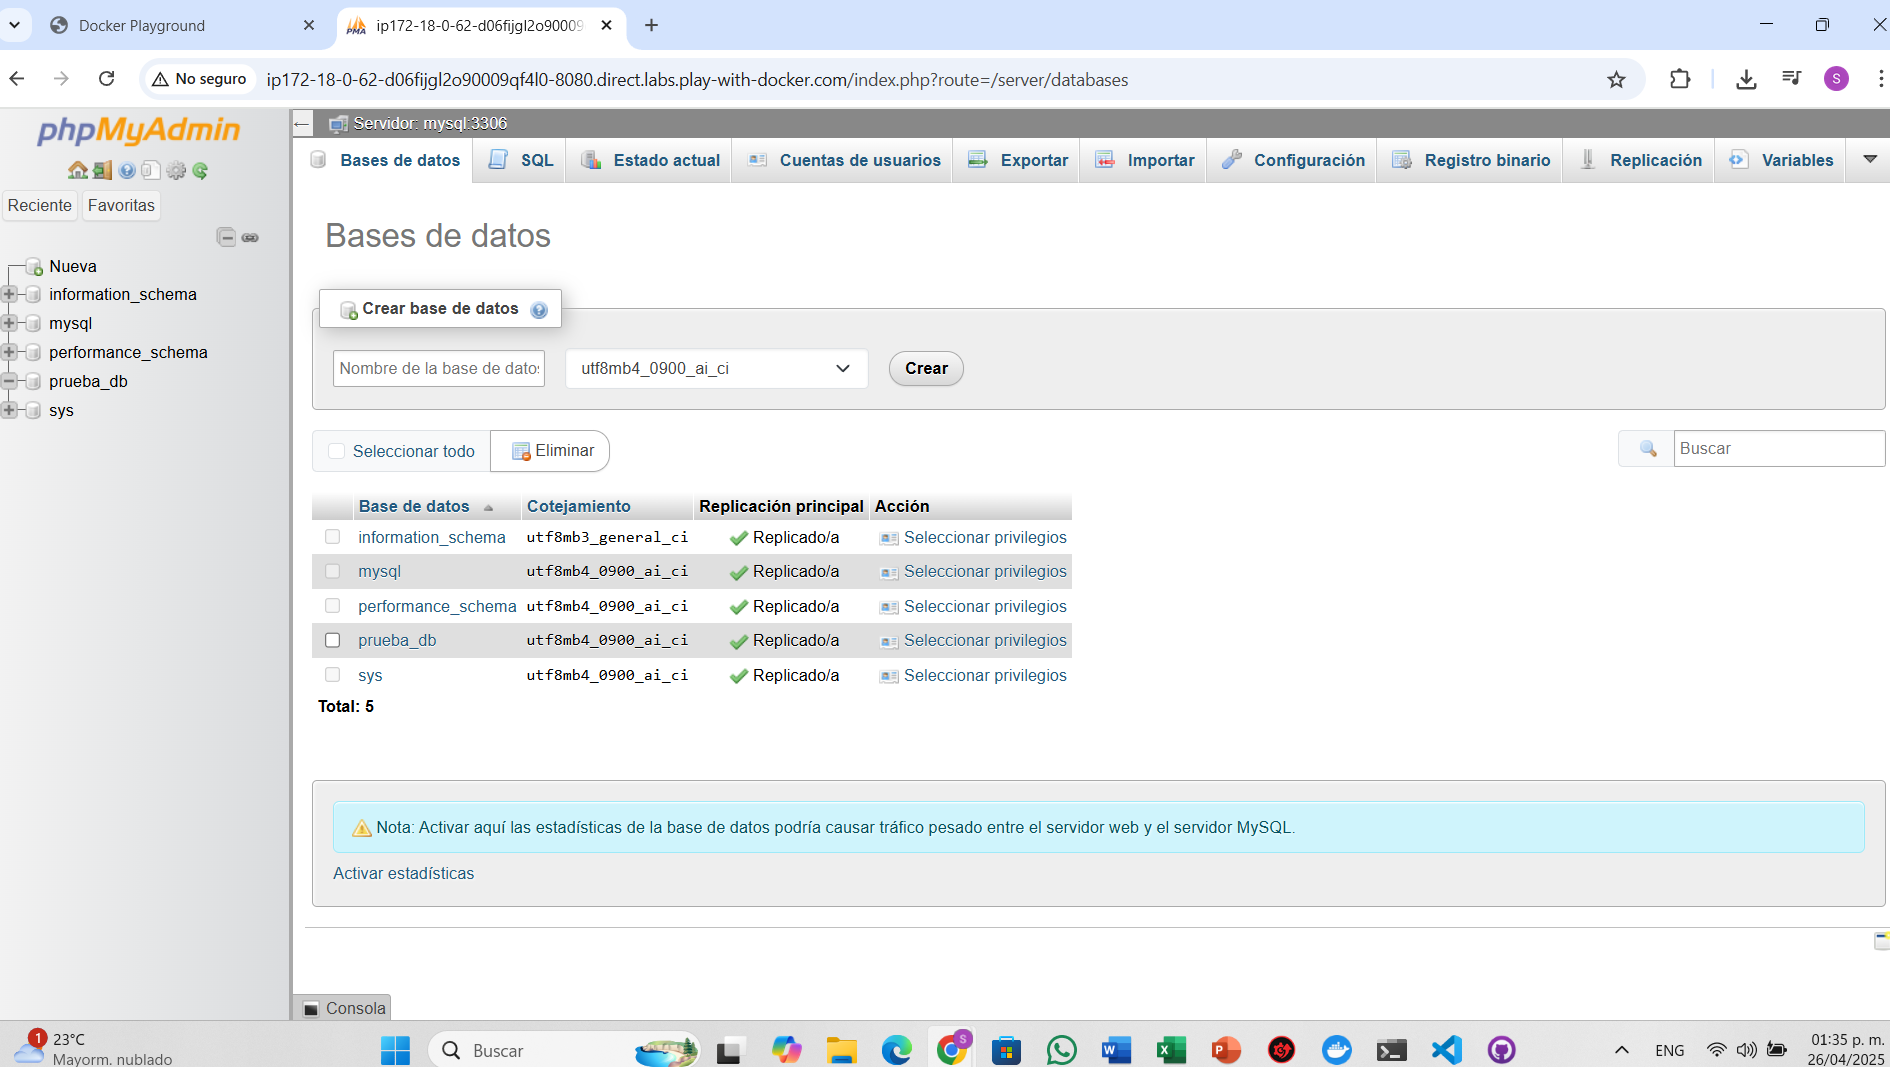 Docker Playground
ip172-18-0-62-d06fijgl2o90009
No seguro
ip172-18-0-62-d06fijgl2o90009qf4l0-8080.direct.labs.play-with-docker.com/index.php?route=/server/databases
S
phpMyAdmin
Reciente
Favoritas
Nueva
information_schema
mysql
performance_schema
prueba_db
sys
Servidor: mysql:3306
Bases de datos
SQL
Estado actual
Cuentas de usuarios
Exportar
Importar
Configuración
Registro binario
Replicación
Variables
Bases de datos
Crear base de datos
Nombre de la base de datos
utf8mb4_0900_ai_ci
Crear
Seleccionar todo
Eliminar
Buscar
Base de datos Cotejamiento Replicación principal Acción
information_schema utf8mb3_general_ci Replicado/a Seleccionar privilegios
mysql utf8mb4_0900_ai_ci Replicado/a Seleccionar privilegios
performance_schema utf8mb4_0900_ai_ci Replicado/a Seleccionar privilegios
prueba_db utf8mb4_0900_ai_ci Replicado/a Seleccionar privilegios
sys utf8mb4_0900_ai_ci Replicado/a Seleccionar privilegios
Total: 5
Nota: Activar aquí las estadísticas de la base de datos podría causar tráfico pesado entre el servidor web y el servidor MySQL.
Activar estadísticas
Consola
1
23°C
Mayorm. nublado
Buscar
S
ENG
01:35 p. m.
26/04/2025